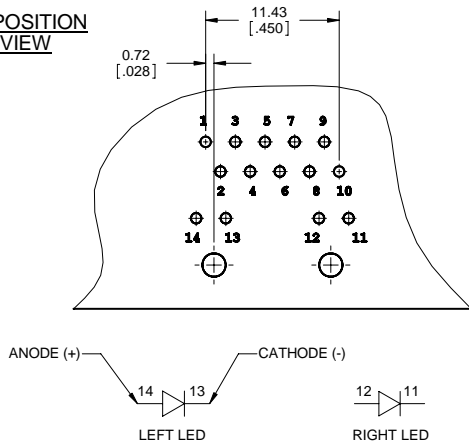 POSITION
VIEW
11.43
[.450]
0.72
[.028]
1 3 5 7 9
2 4 6 8 10
14 13 12 11
ANODE (+)
14 13
CATHODE (-)
12 11
LEFT LED
RIGHT LED